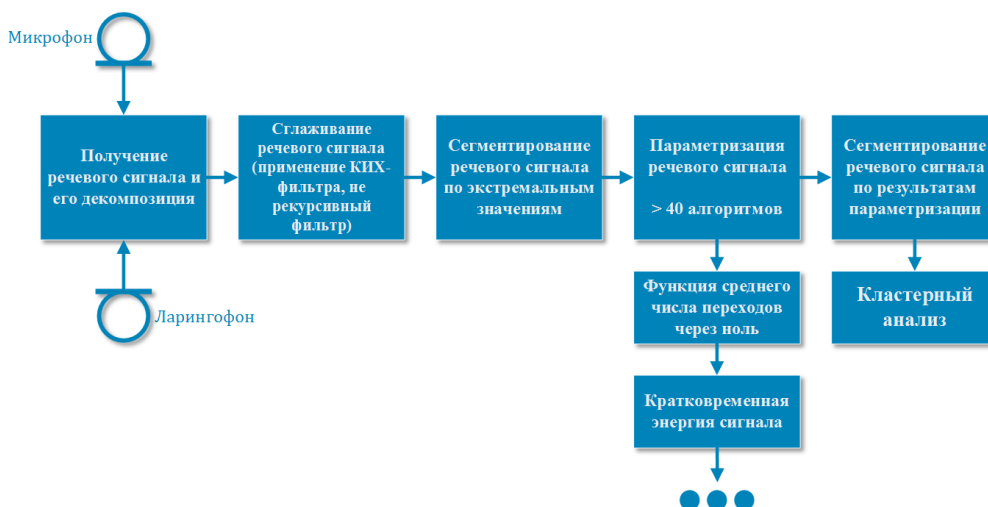 Микрофон
Получение
речевого сигнала и
его декомпозиция
Ларингофон
Сглаживание
речевого сигнала
(применение КИХ-
фильтра, не
рекурсивный
фильтр)
Сегментирование
речевого сигнала
по экстремальным
значениям
Параметризация
речевого сигнала
> 40 алгоритмов
Сегментирование
речевого сигнала
по результатам
параметризации
Функция среднего
числа переходов
через ноль
Кластерный
анализ
Кратковременная
энергия сигнала